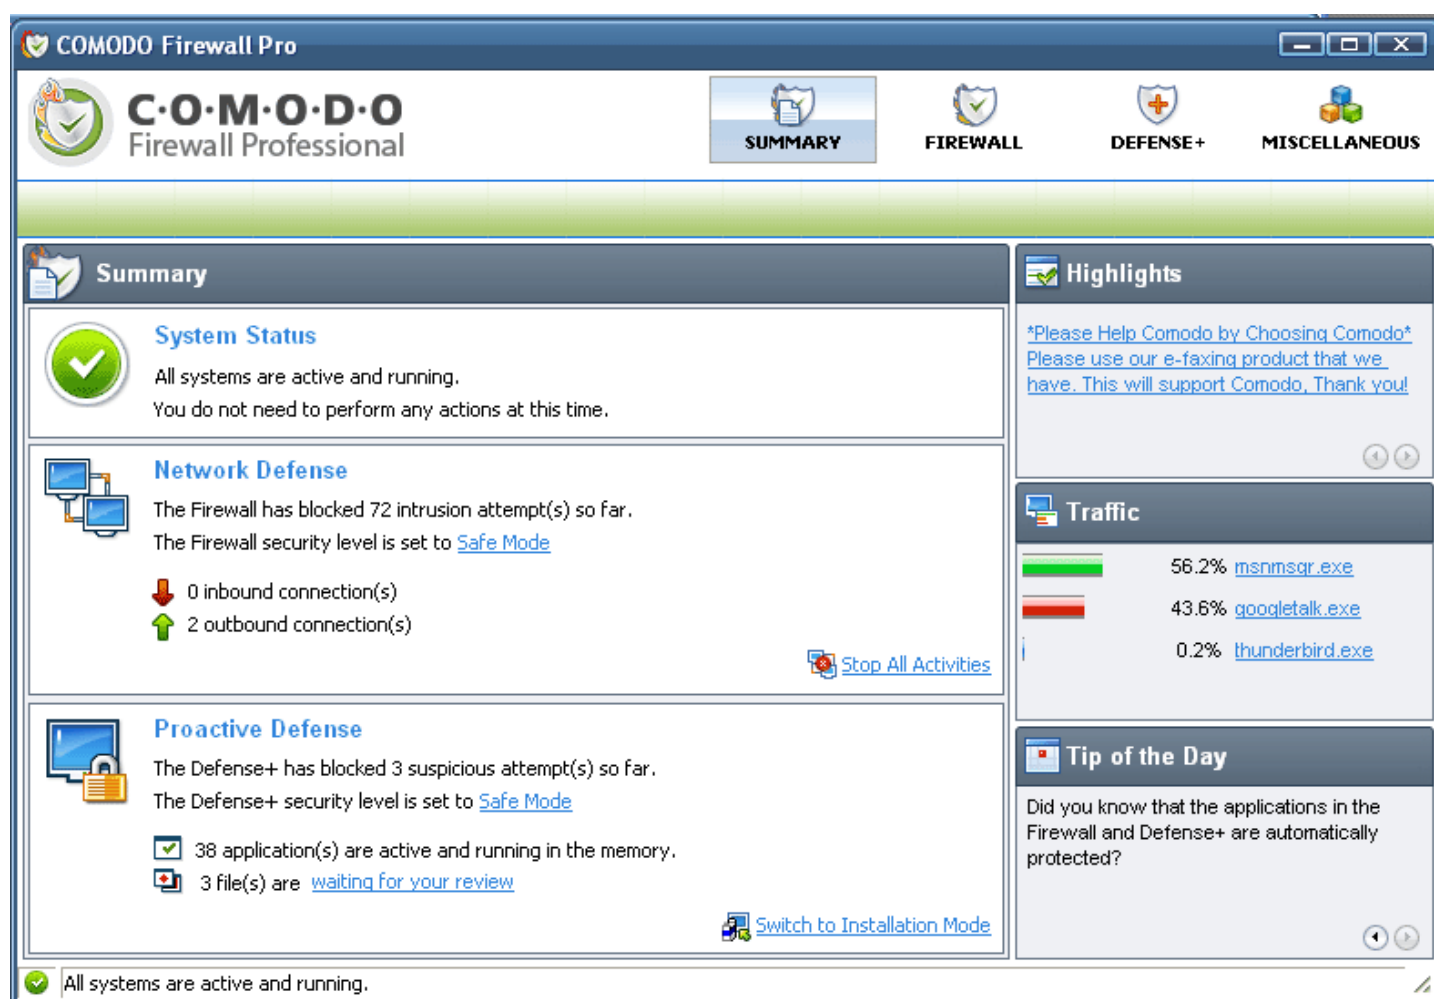 COMODO Firewall Pro
C·O·M·O·D·O
Firewall Professional
SUMMARY
FIREWALL
DEFENSE+
MISCELLANEOUS
Summary
System Status
All systems are active and running.
You do not need to perform any actions at this time.
Network Defense
The Firewall has blocked 72 intrusion attempt(s) so far.
The Firewall security level is set to Safe Mode
0 inbound connection(s)
2 outbound connection(s)
Stop All Activities
Proactive Defense
The Defense+ has blocked 3 suspicious attempt(s) so far.
The Defense+ security level is set to Safe Mode
38 application(s) are active and running in the memory.
3 file(s) are waiting for your review
Switch to Installation Mode
Highlights
*Please Help Comodo by Choosing Comodo*
Please use our e-faxing product that we
have. This will support Comodo, Thank you!
Traffic
56.2% msnmsgr.exe
43.6% googletalk.exe
0.2% thunderbird.exe
Tip of the Day
Did you know that the applications in the
Firewall and Defense+ are automatically
protected?
All systems are active and running.